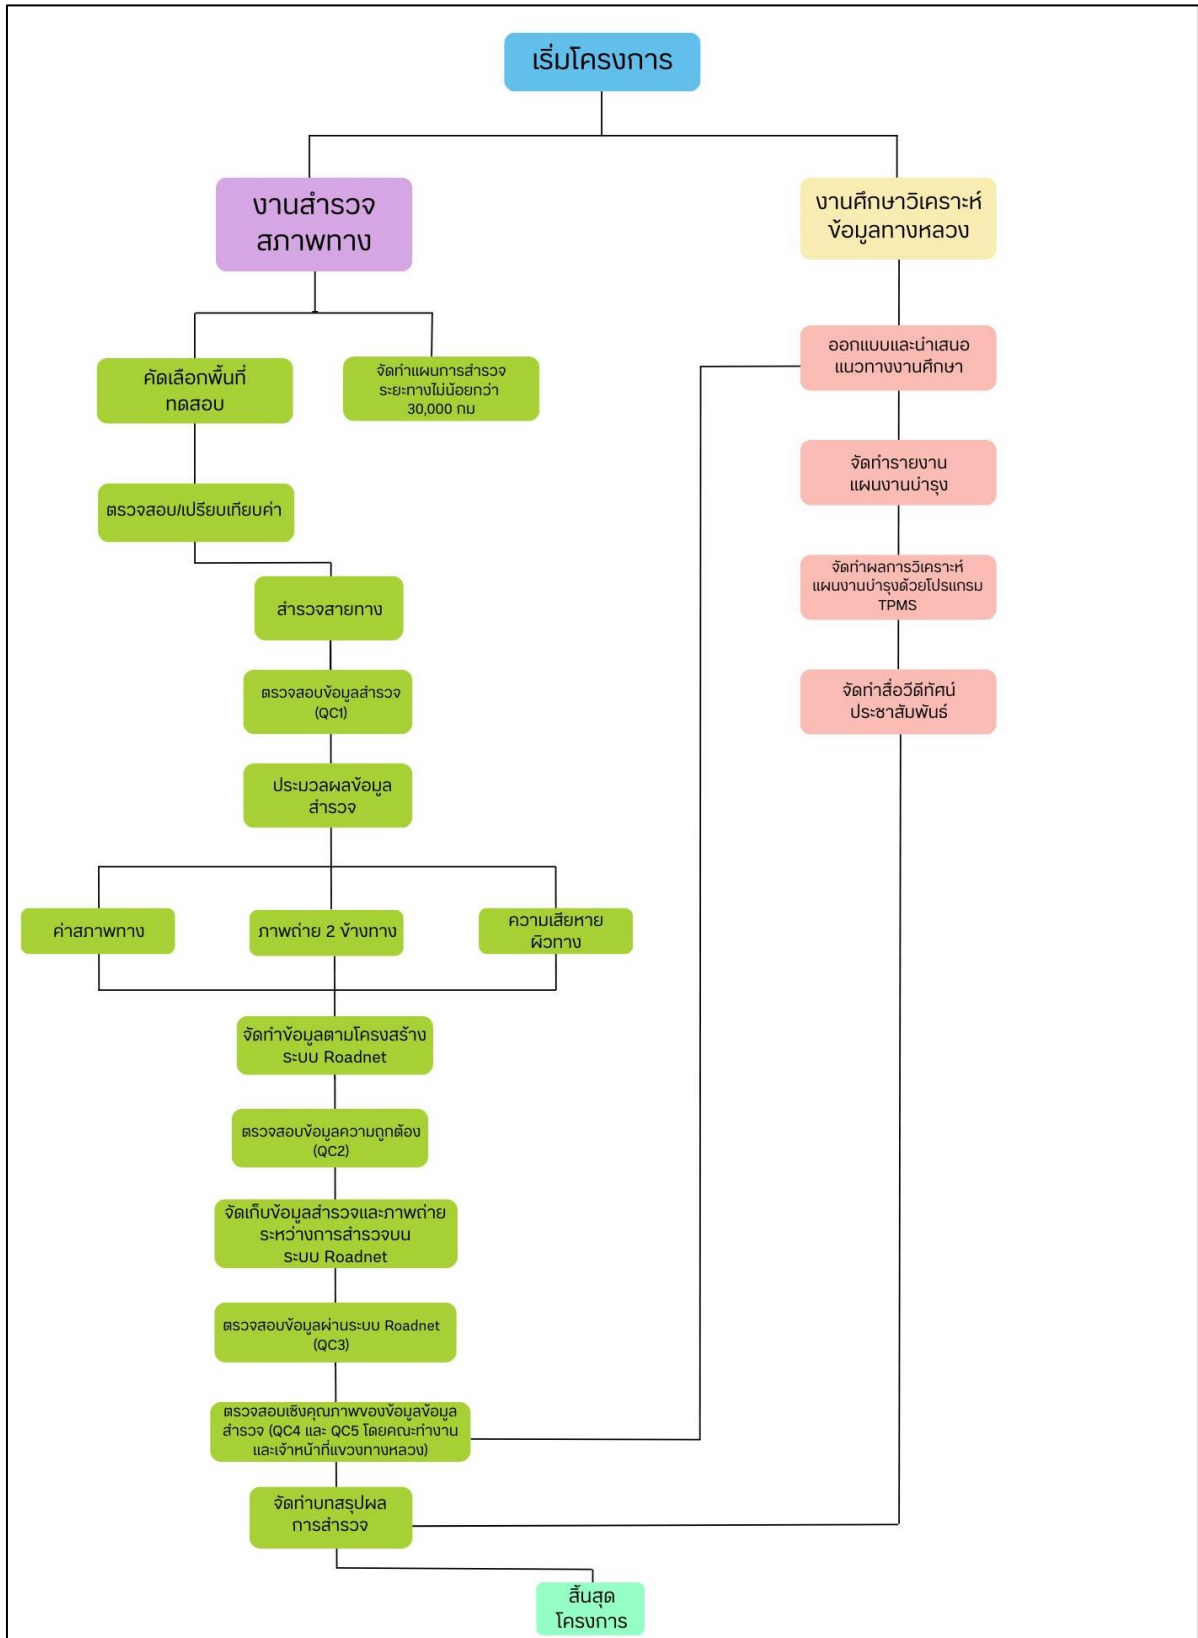 เริ่มโครงการ
งานสำรวจ
สภาพทาง
งานศึกษาวิเคราะห์
ข้อมูลทางหลวง
คัดเลือกพื้นที่
ทดสอบ
จัดทำแผนการสำรวจ
ระยะทางไม่น้อยกว่า
30,000 กม
ออกแบบและนำเสนอ
แนวทางงานศึกษา
ตรวจสอบ/เปรียบเทียบค่า
จัดทำรายงาน
แผนงานบำรุง
สำรวจสายทาง
จัดทำผลการวิเคราะห์
แผนงานบำรุงด้วยโปรแกรม
TPMS
ตรวจสอบข้อมูลสำรวจ
(QC1)
จัดทำสื่อวีดีทัศน์
ประชาสัมพันธ์
ประมวลผลข้อมูล
สำรวจ
ค่าสภาพทาง
ภาพถ่าย 2 ข้างทาง
ความเสียหาย
ผิวทาง
จัดทำข้อมูลตามโครงสร้าง
ระบบ Roadnet
ตรวจสอบข้อมูลความถูกต้อง
(QC2)
จัดเก็บข้อมูลสำรวจและภาพถ่าย
ระหว่างการสำรวจบน
ระบบ Roadnet
ตรวจสอบข้อมูลผ่านระบบ Roadnet
(QC3)
ตรวจสอบเชิงคุณภาพของข้อมูลข้อมูล
สำรวจ (QC4 และ QC5 โดยคณะทำงาน
และเจ้าหน้าที่แขวงทางหลวง)
จัดทำบทสรุปผล
การสำรวจ
สิ้นสุด
โครงการ